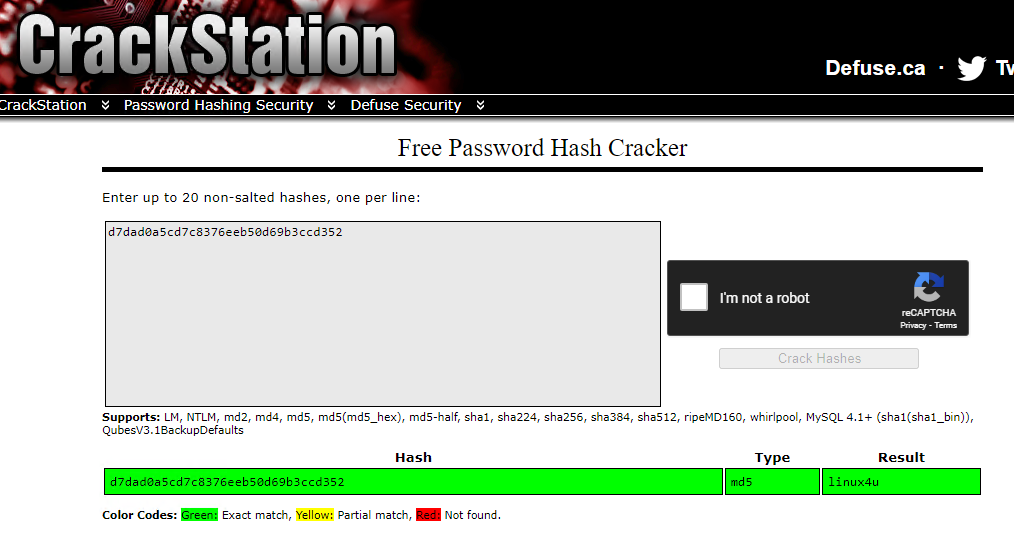 CrackStation
Defuse.ca · Tw
CrackStation Password Hashing Security Defuse Security
Free Password Hash Cracker
Enter up to 20 non-salted hashes, one per line:
d7dad0a5cd7c8376eeb50d69b3ccd352
I'm not a robot
reCAPTCHA
Privacy - Terms
Crack Hashes
Supports: LM, NTLM, md2, md4, md5, md5(md5_hex), md5-half, sha1, sha224, sha256, sha384, sha512, ripeMD160, whirlpool, MySQL 4.1+ (sha1(sha1_bin)),
QubesV3.1BackupDefaults
Hash Type Result
d7dad0a5cd7c8376eeb50d69b3ccd352 md5 linux4u
Color Codes: Green: Exact match, Yellow: Partial match, Red: Not found.